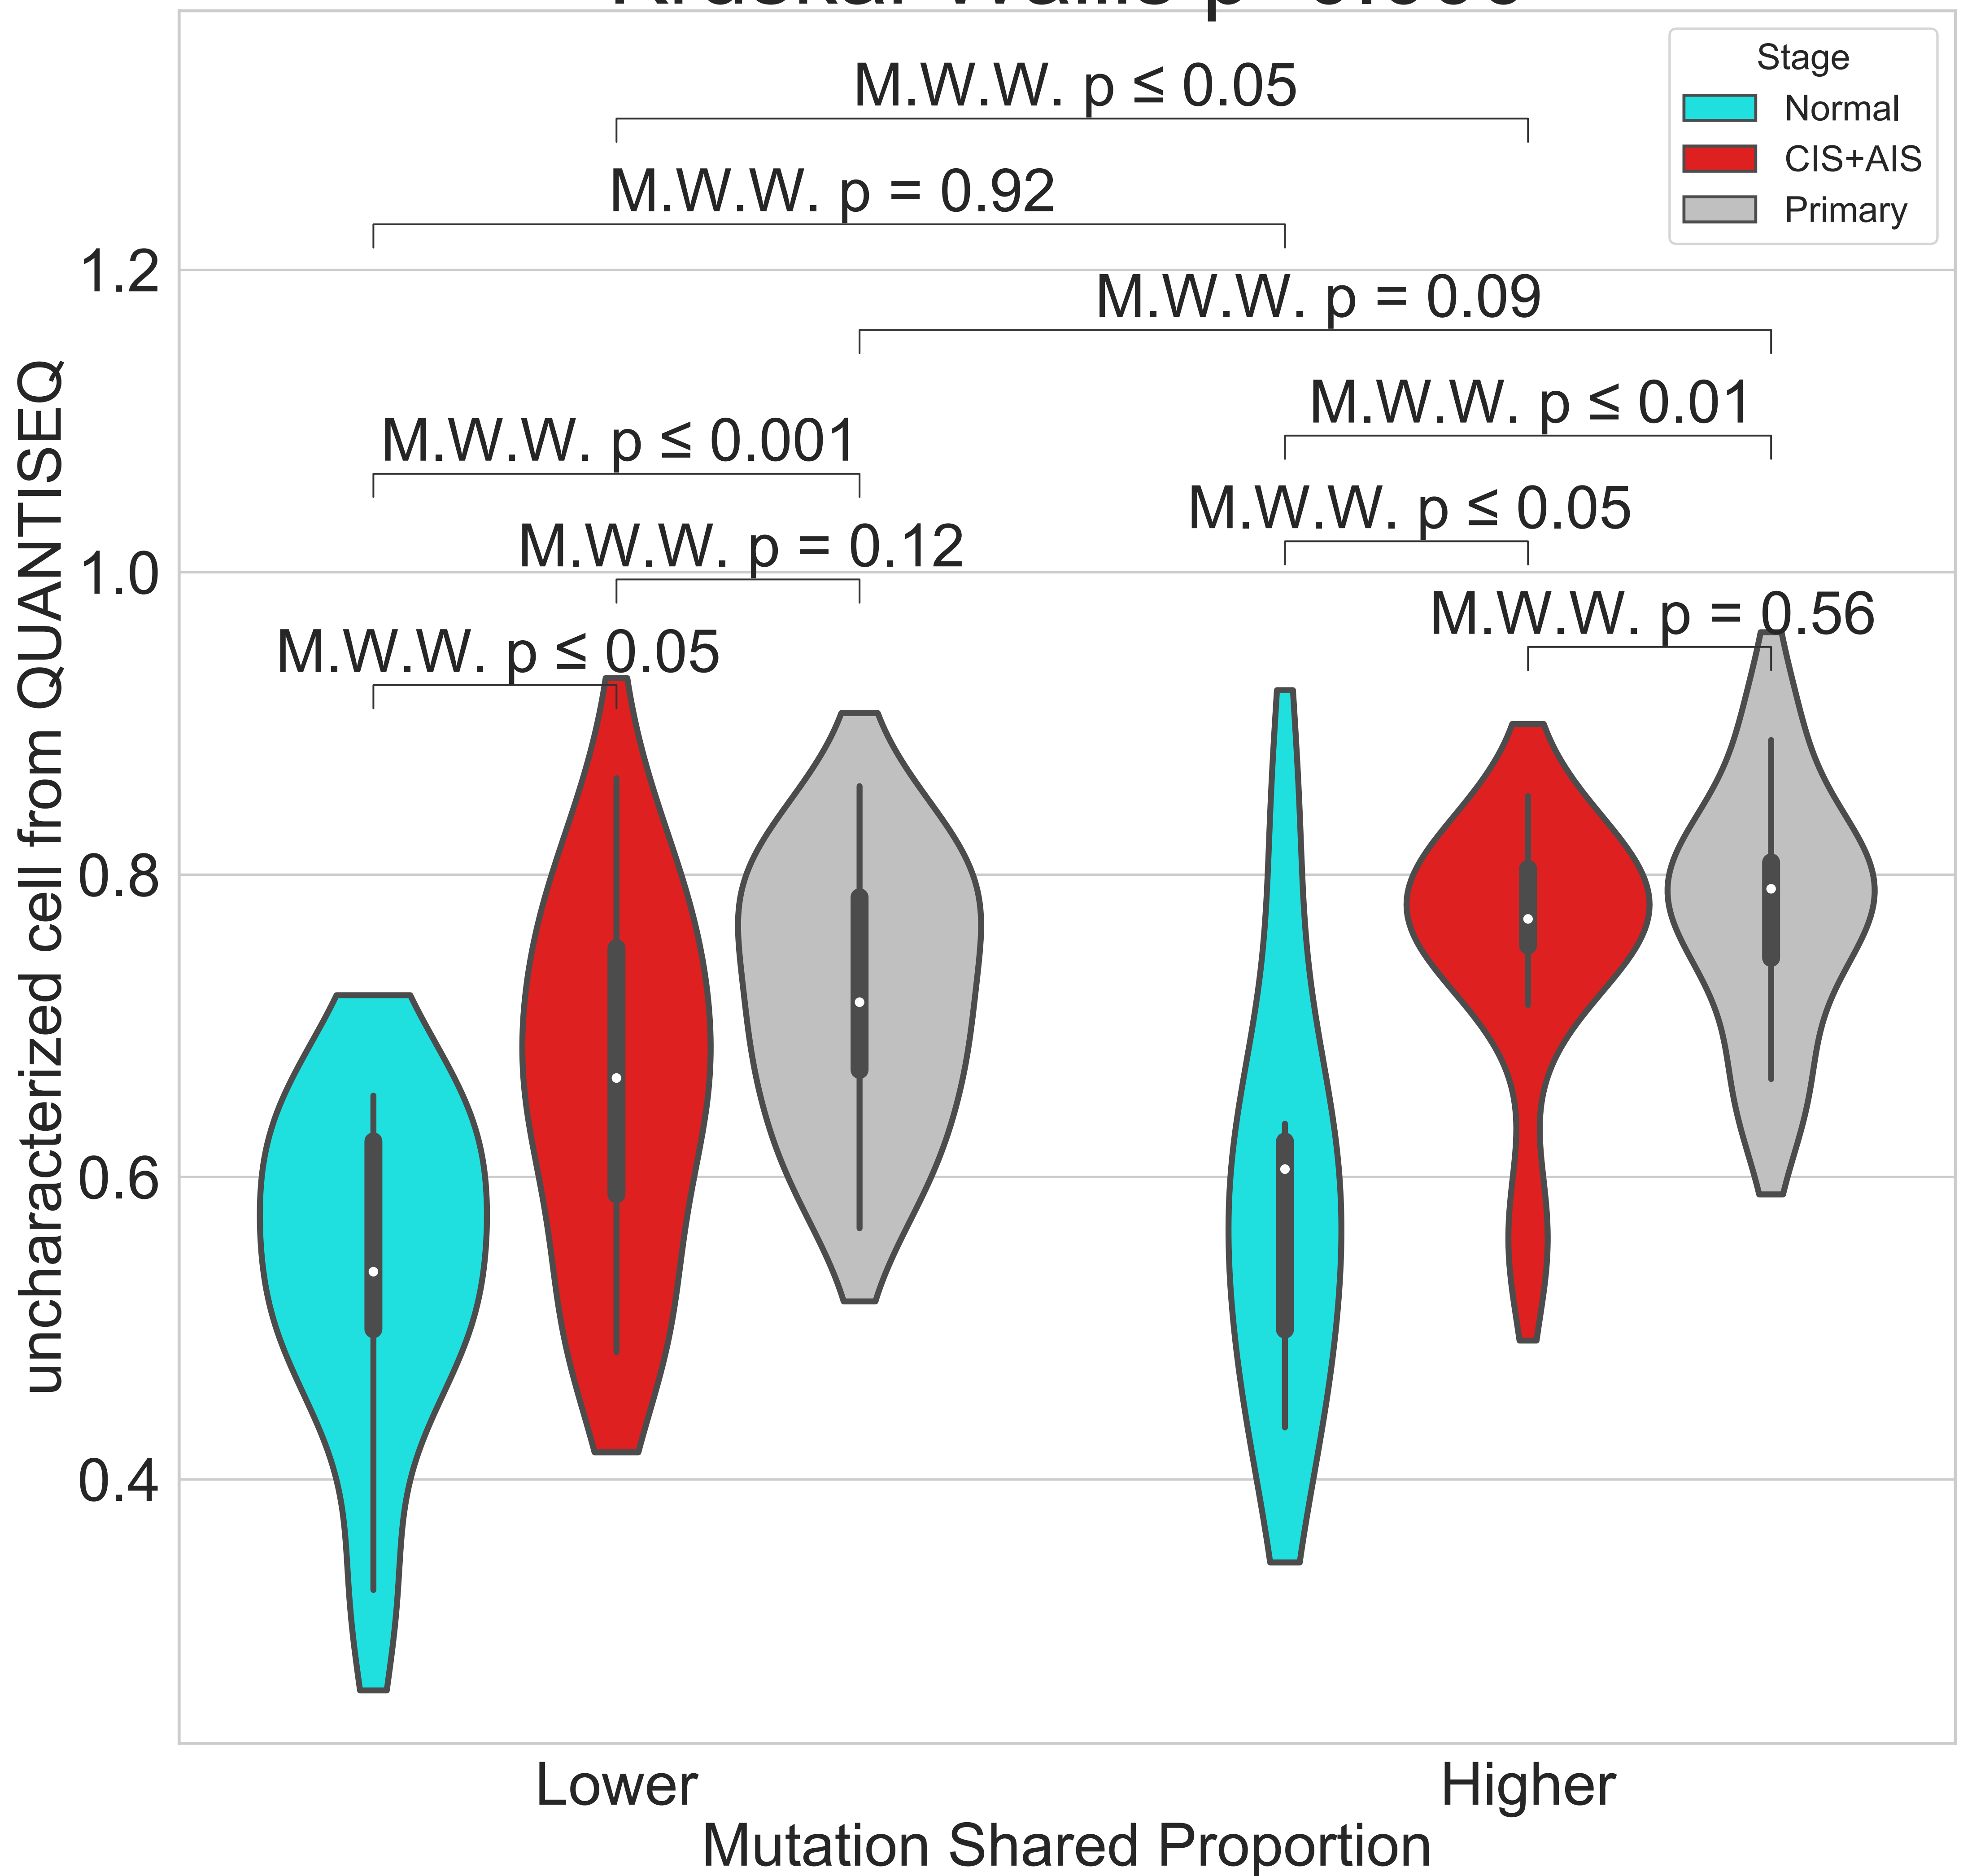 Stage
Normal
CIS+AIS
Primary
M.W.W. p ≤ 0.05
M.W.W. p = 0.92
M.W.W. p = 0.09
M.W.W. p ≤ 0.01
M.W.W. p ≤ 0.001
M.W.W. p ≤ 0.05
M.W.W. p = 0.12
M.W.W. p = 0.56
M.W.W. p ≤ 0.05
1.2
1.0
0.8
0.6
0.4
uncharacterized cell from QUANTISEQ
Lower
Higher
Mutation Shared Proportion